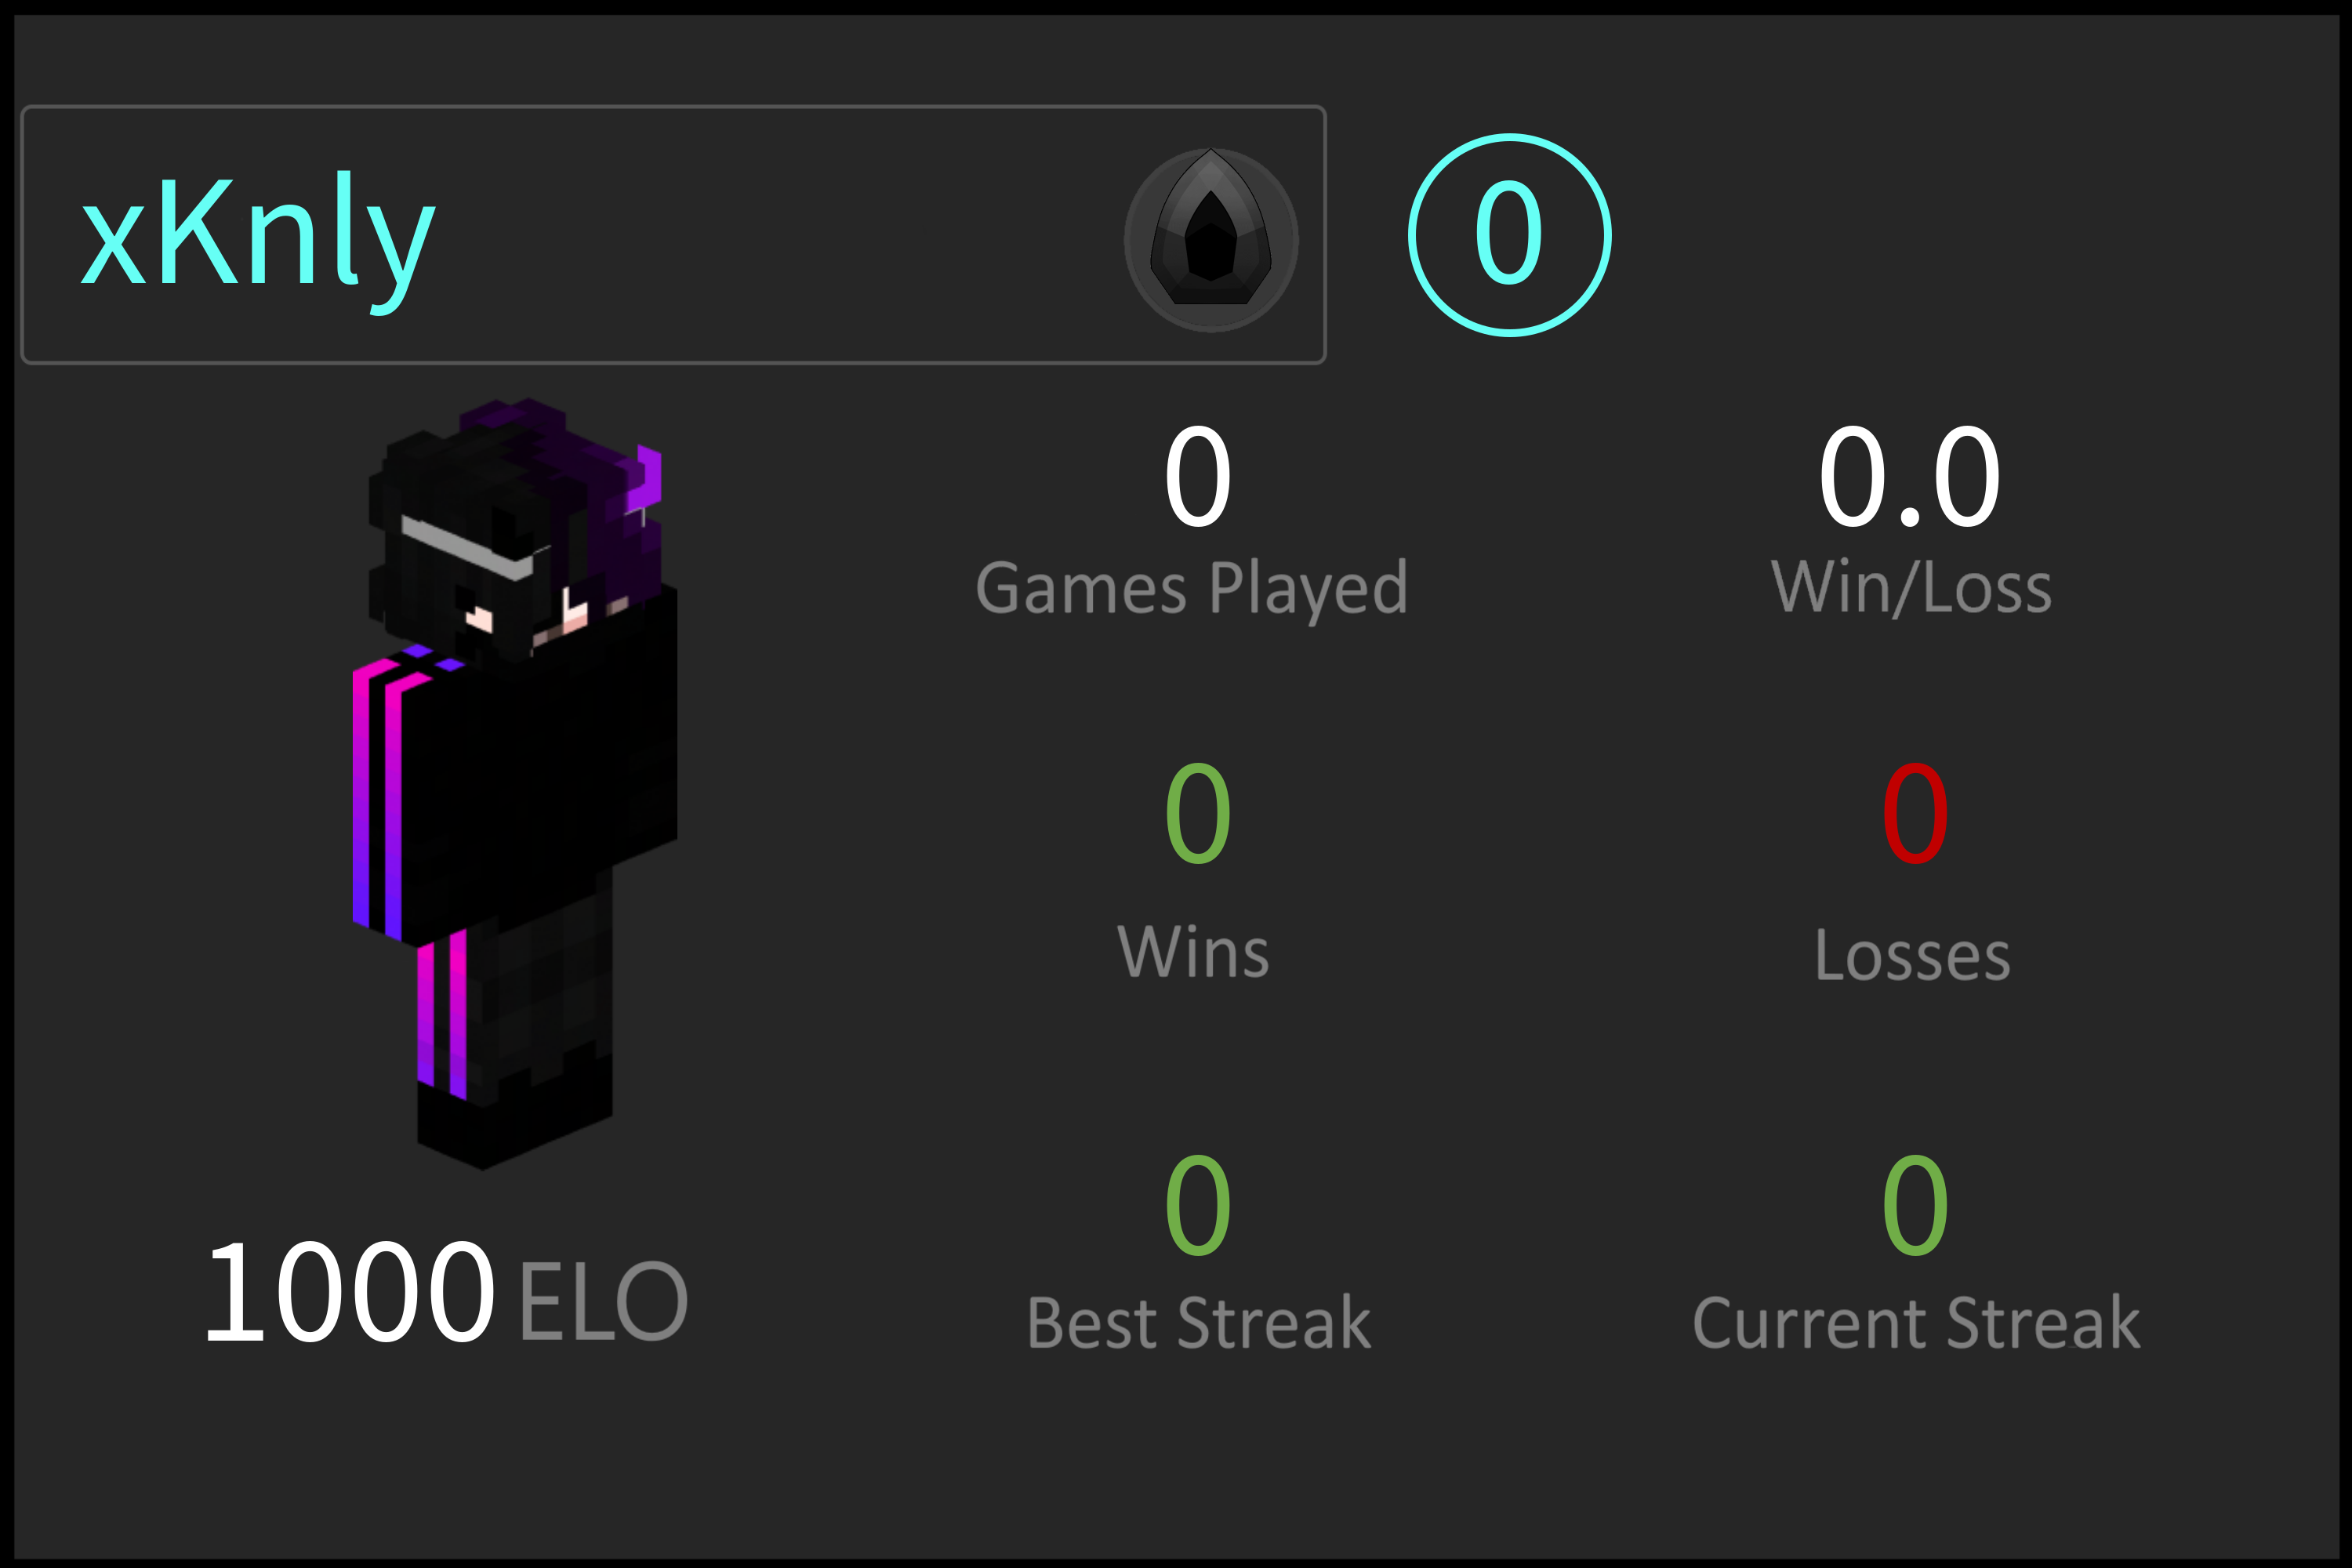 xKnly
0
0
0.0
Games Played
Win/Loss
0
0
Wins
Losses
0
0
1000 ELO
Best Streak
Current Streak